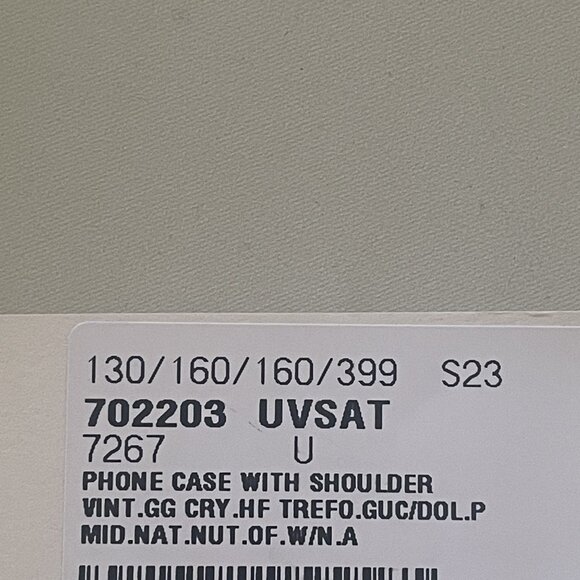 130/160/160/399 S23
702203 UVSAT
7267 U
PHONE CASE WITH SHOULDER
VINT.GG CRY.HF TREFO.GUC/DOL.P
MID.NAT.NUT.OF.W/N.A